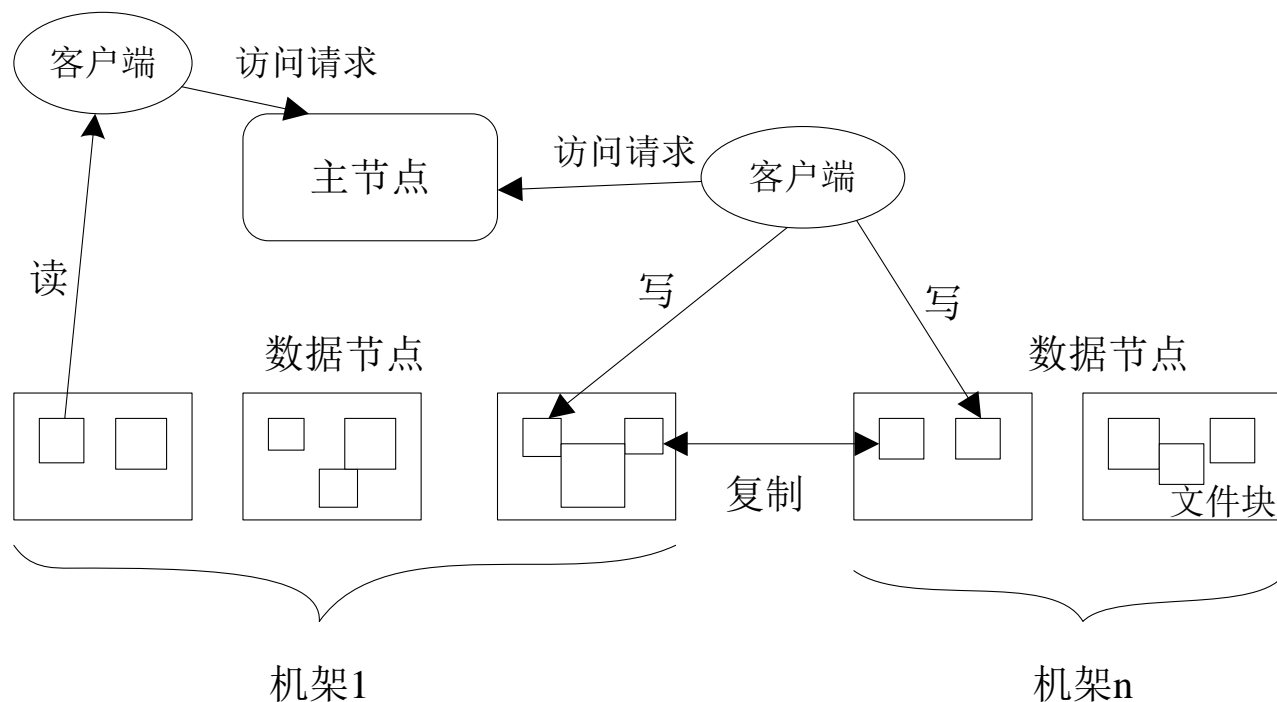 客户端
访问请求
主节点
访问请求
客户端
读
写
写
数据节点
数据节点
复制
文件块
机架1
机架n